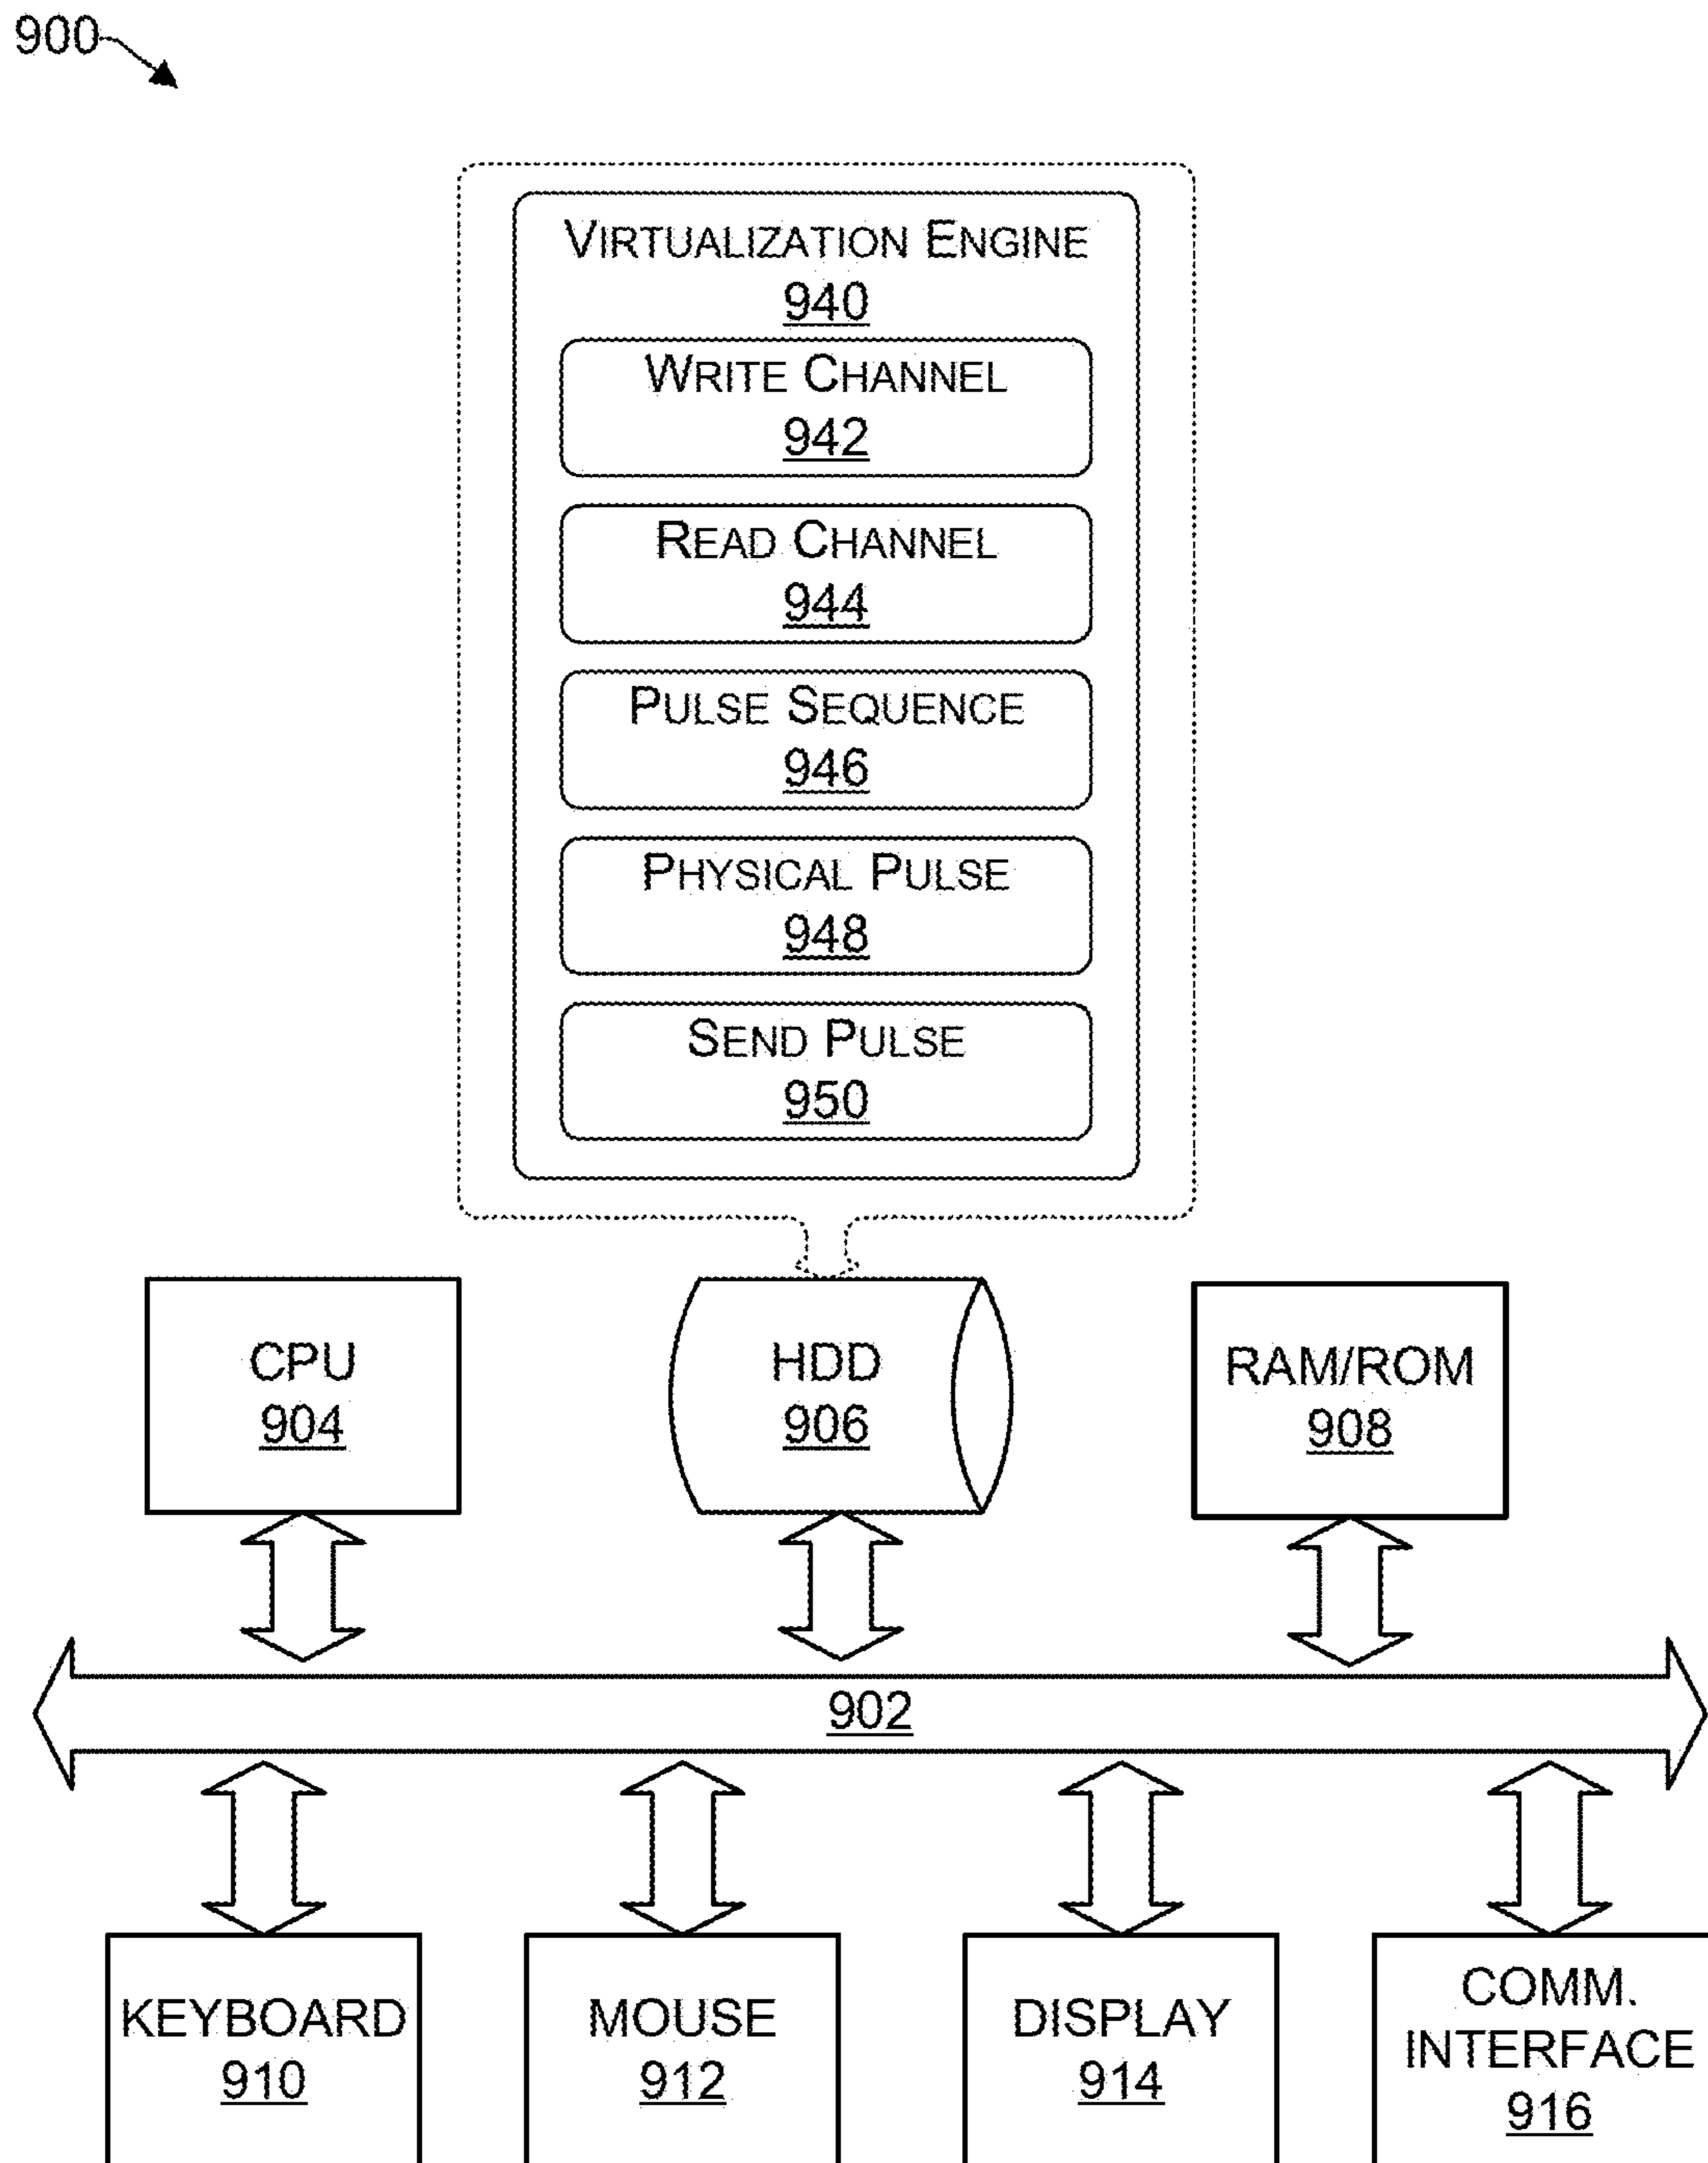 900
VIRTUALIZATION ENGINE
940
WRITE CHANNEL
942
READ CHANNEL
944
PULSE SEQUENCE
946
PHYSICAL PULSE
948
SEND PULSE
950
CPU
904
HDD
906
RAM/ROM
908
902
KEYBOARD
910
MOUSE
912
DISPLAY
914
COMM.
INTERFACE
916